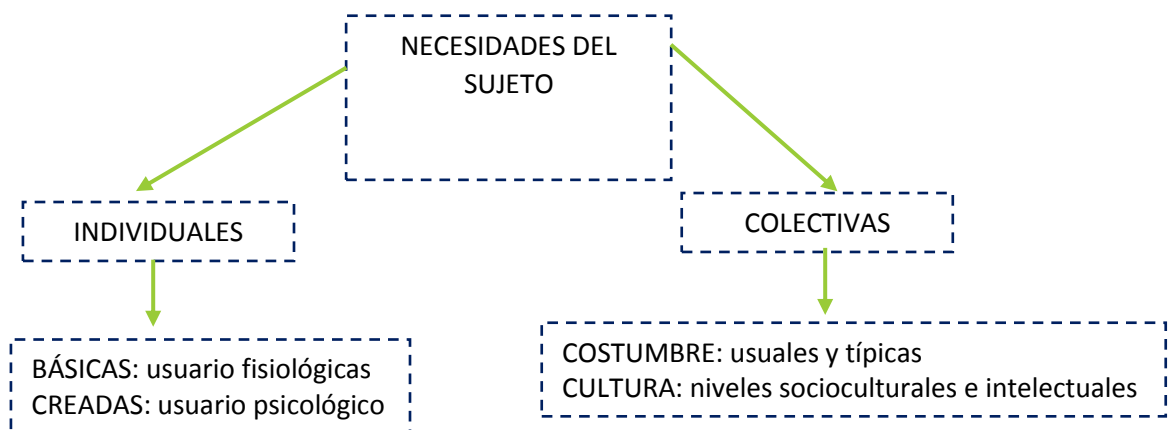 NECESIDADES DEL
SUJETO
INDIVIDUALES
COLECTIVAS
BÁSICAS: usuario fisiológicas
CREADAS: usuario psicológico
COSTUMBRE: usuales y típicas
CULTURA: niveles socioculturales e intelectuales